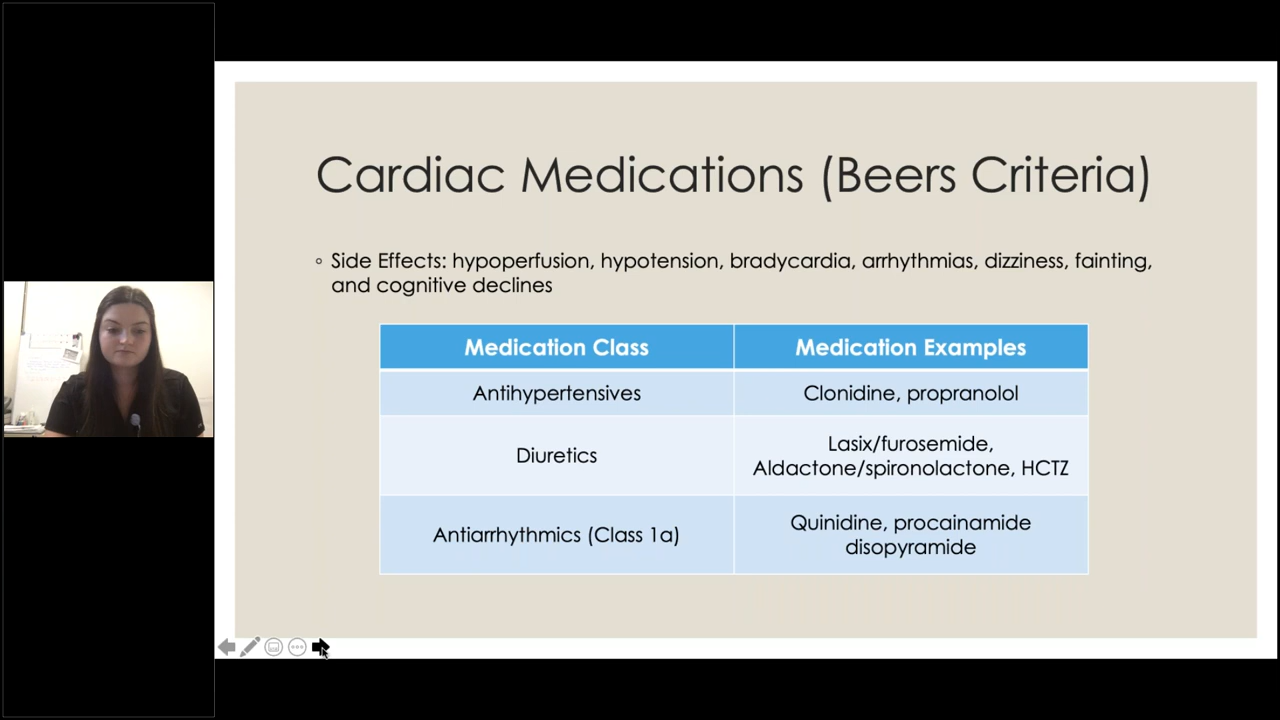 Cardiac Medications (Beers Criteria)
◦ Side Effects: hypoperfusion, hypotension, bradycardia, arrhythmias, dizziness, fainting,
and cognitive declines
Medication Class
Medication Examples
Antihypertensives
Clonidine, propranolol
Diuretics
Lasix/furosemide,
Aldactone/spironolactone, HCTZ
Antiarrhythmics (Class 1a)
Quinidine, procainamide
disopyramide